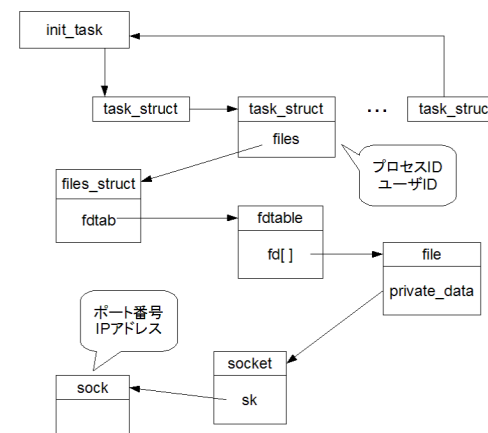 init_task
task_struct
task_struct
...
task_struct
files
プロセスID
ユーザID
files_struct
fdtab
fdtable
fd[ ]
file
private_data
ポート番号
IPアドレス
socket
sk
sock